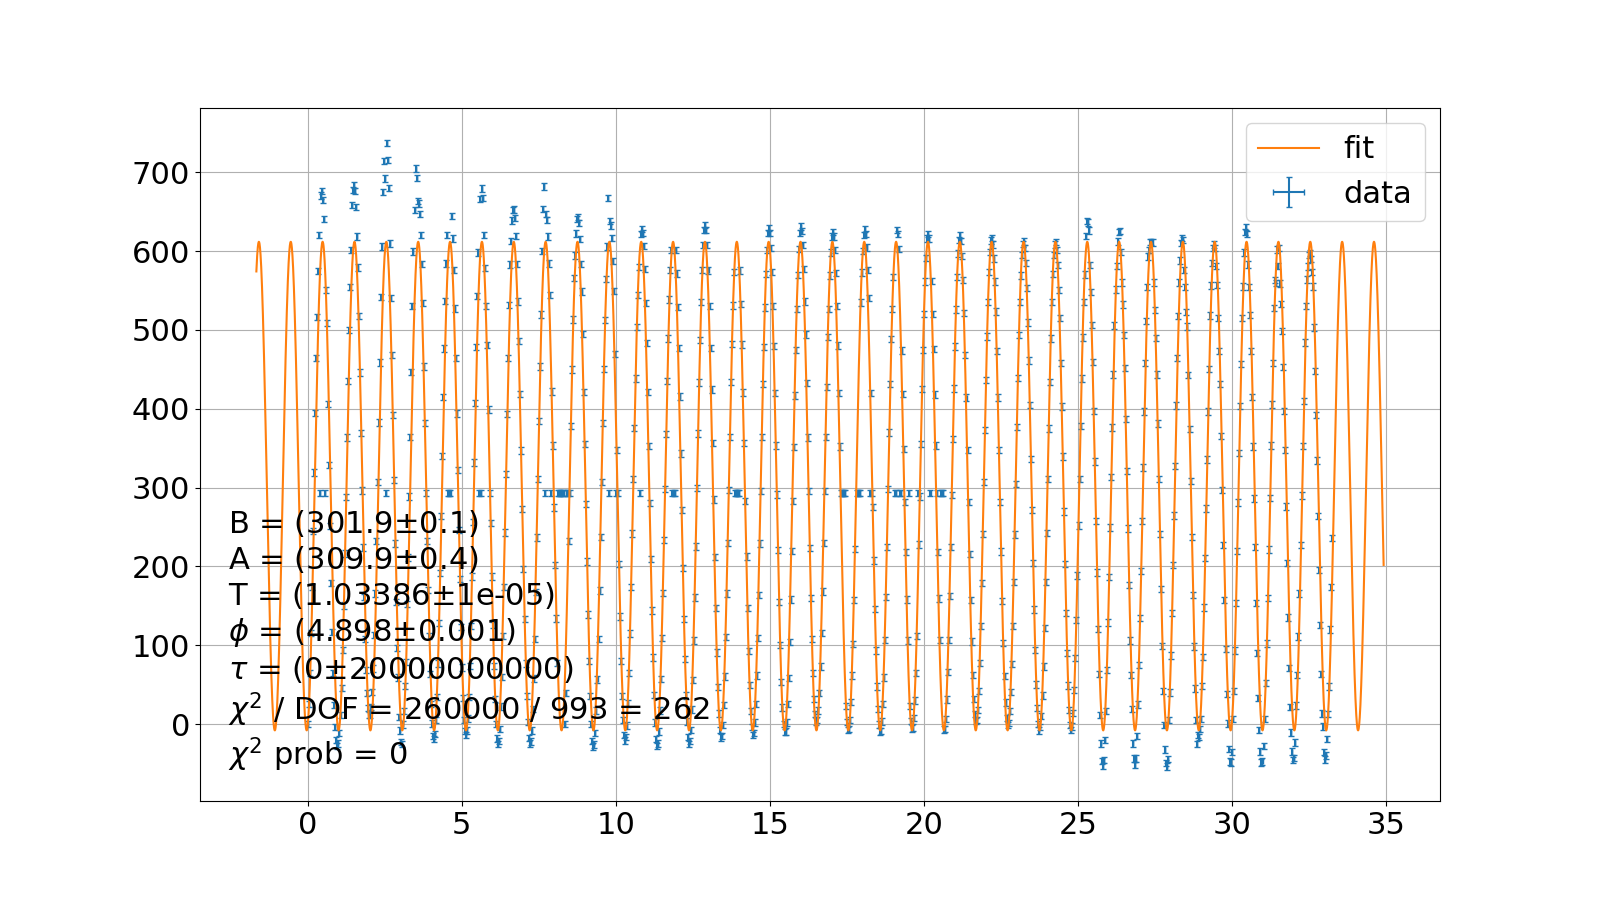 700
600
500
400
300
200
100
0
fit
data
B = (301.9±0.1)
A = (309.9±0.4)
T = (1.03386±1e-05)
ϕ = (4.898±0.001)
τ = (0±20000000000)
χ² / DOF = 260000 / 993 = 262
χ² prob = 0
0 5 10 15 20 25 30 35